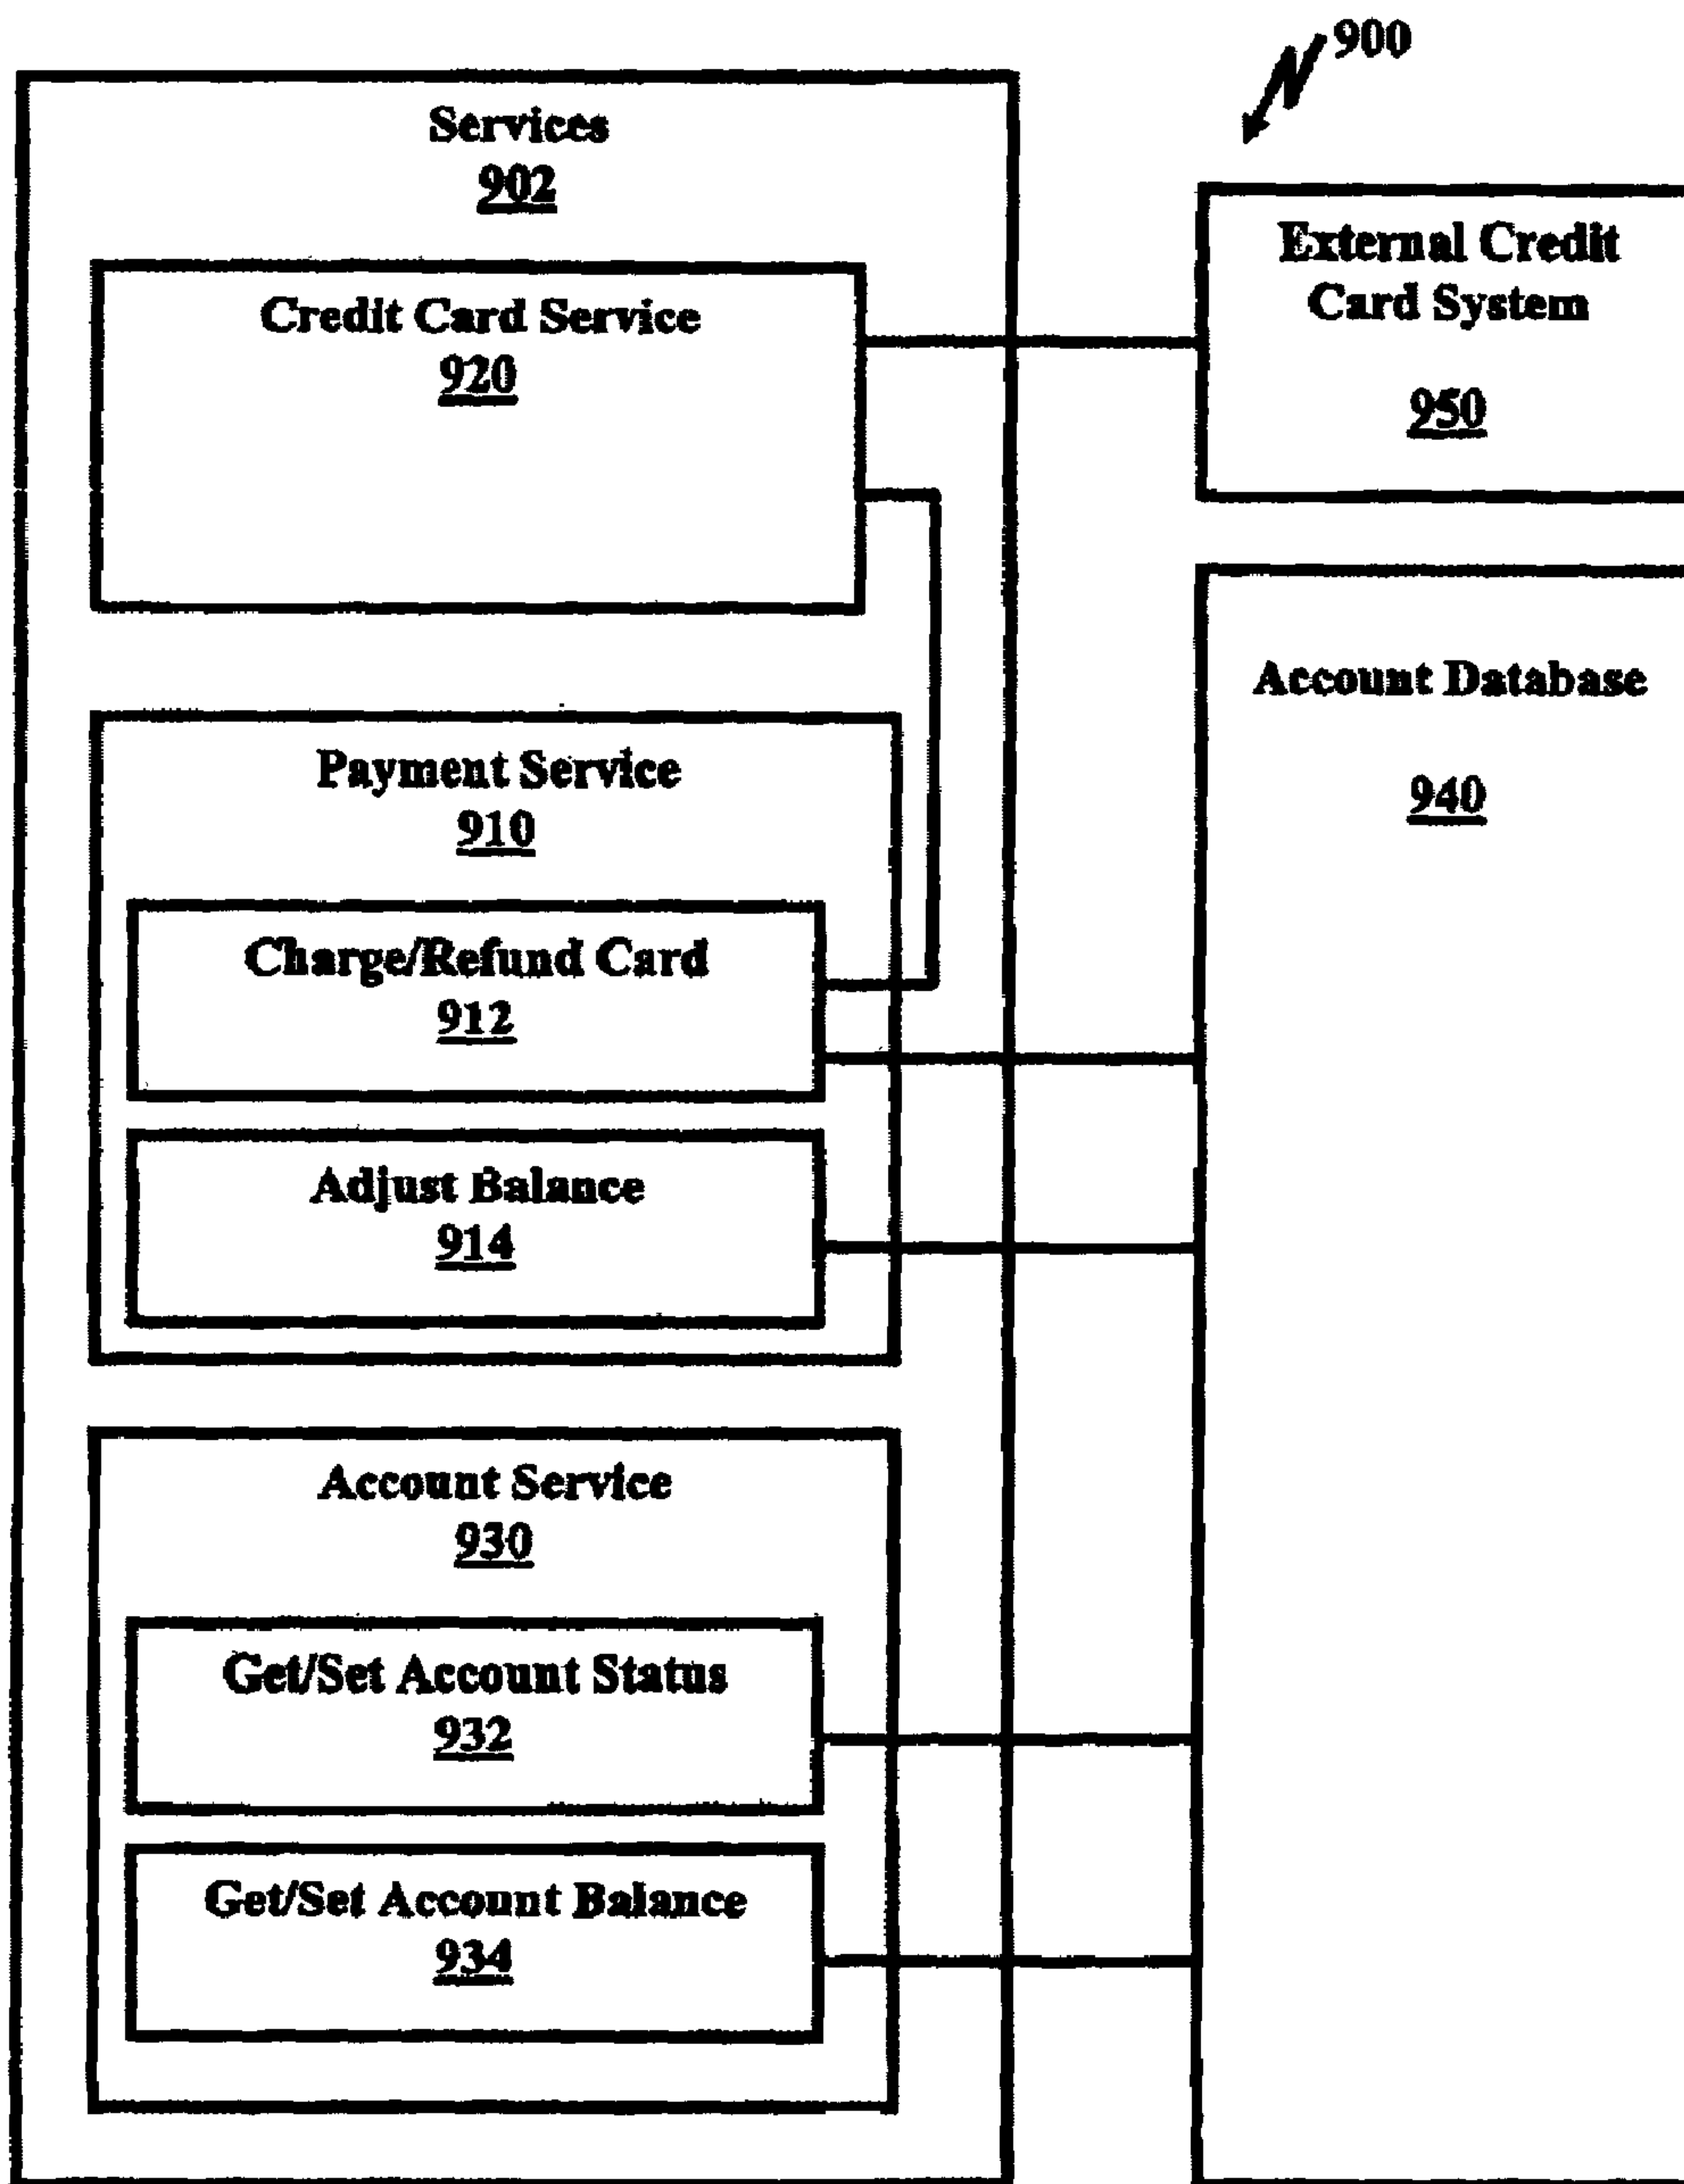 900
Services
902
Credit Card Service
920
External Credit
Card System
950
Payment Service
910
Charge/Refund Card
912
Adjust Balance
914
Account Database
940
Account Service
930
Get/Set Account Status
932
Get/Set Account Balance
934